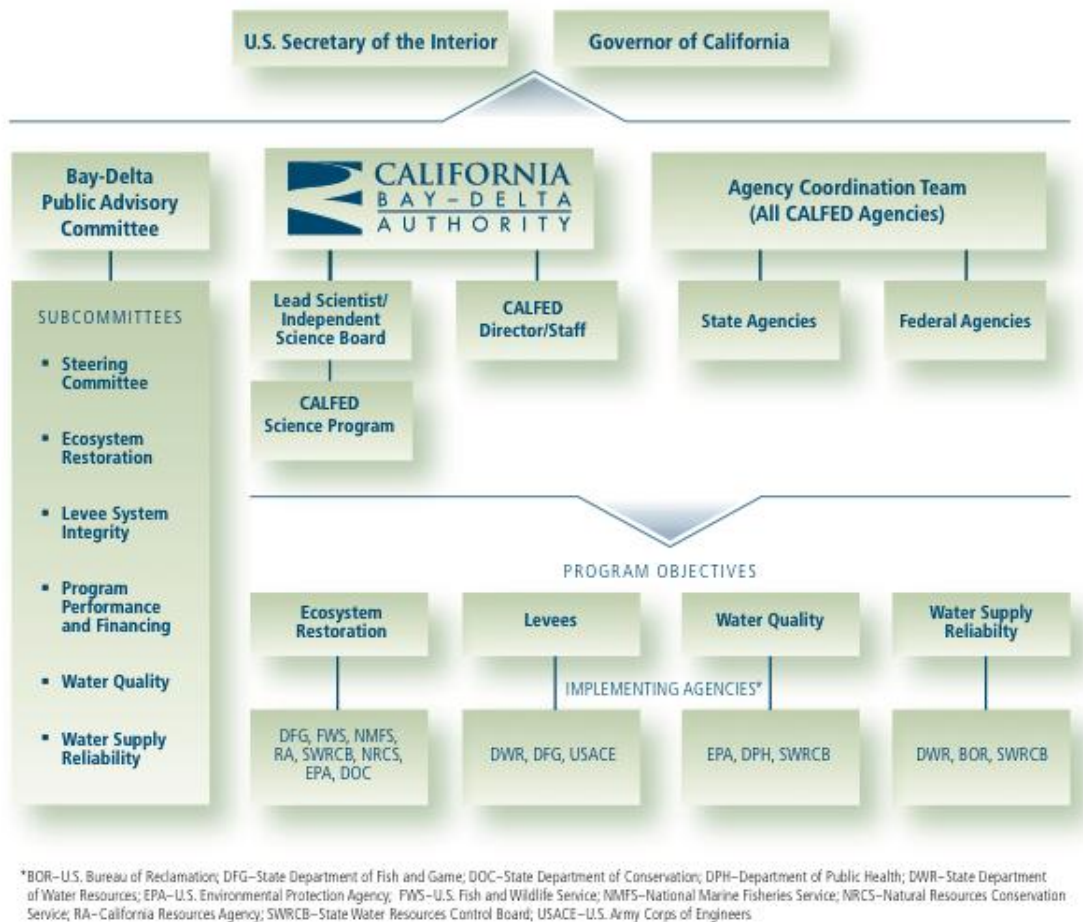 U.S. Secretary of the Interior
Governor of California
Bay-Delta
Public Advisory
Committee
CALIFORNIA
BAY-DELTA
AUTHORITY
Agency Coordination Team
(All CALFED Agencies)
SUBCOMMITTEES
▪ Steering
Committee
▪ Ecosystem
Restoration
▪ Levee System
Integrity
▪ Program
Performance
and Financing
▪ Water Quality
▪ Water Supply
Reliability
Lead Scientist/
Independent
Science Board
CALFED
Director/Staff
State Agencies
Federal Agencies
CALFED
Science Program
PROGRAM OBJECTIVES
Ecosystem
Restoration
Levees
Water Quality
Water Supply
Reliabilty
IMPLEMENTING AGENCIES*
DFG, FWS, NMFS,
RA, SWRCB, NRCS,
EPA, DOC
DWR, DFG, USACE
EPA, DPH, SWRCB
DWR, BOR, SWRCB
*BOR–U.S. Bureau of Reclamation; DFG–State Department of Fish and Game; DOC–State Department of Conservation; DPH–Department of Public Health; DWR–State Department
of Water Resources; EPA–U.S. Environmental Protection Agency; FWS–U.S. Fish and Wildlife Service; NMFS–National Marine Fisheries Service; NRCS–Natural Resources Conservation
Service; RA–California Resources Agency; SWRCB–State Water Resources Control Board; USACE–U.S. Army Corps of Engineers